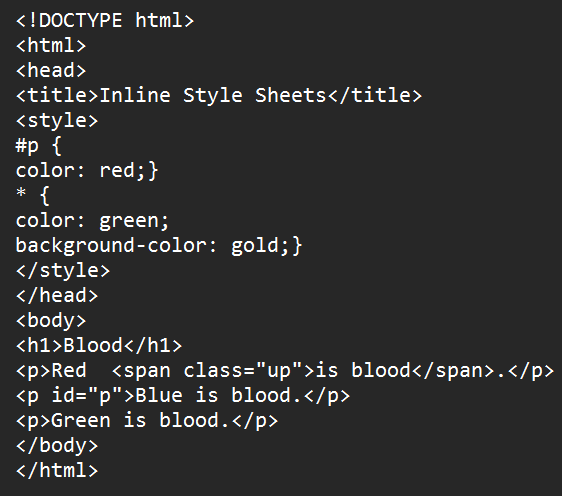 <!DOCTYPE html>
<html>
<head>
<title>Inline Style Sheets</title>
<style>
#p {
color: red;}
* {
color: green;
background-color: gold;}
</style>
</head>
<body>
<h1>Blood</h1>
<p>Red  <span class="up">is blood</span>.</p>
<p id="p">Blue is blood.</p>
<p>Green is blood.</p>
</body>
</html>